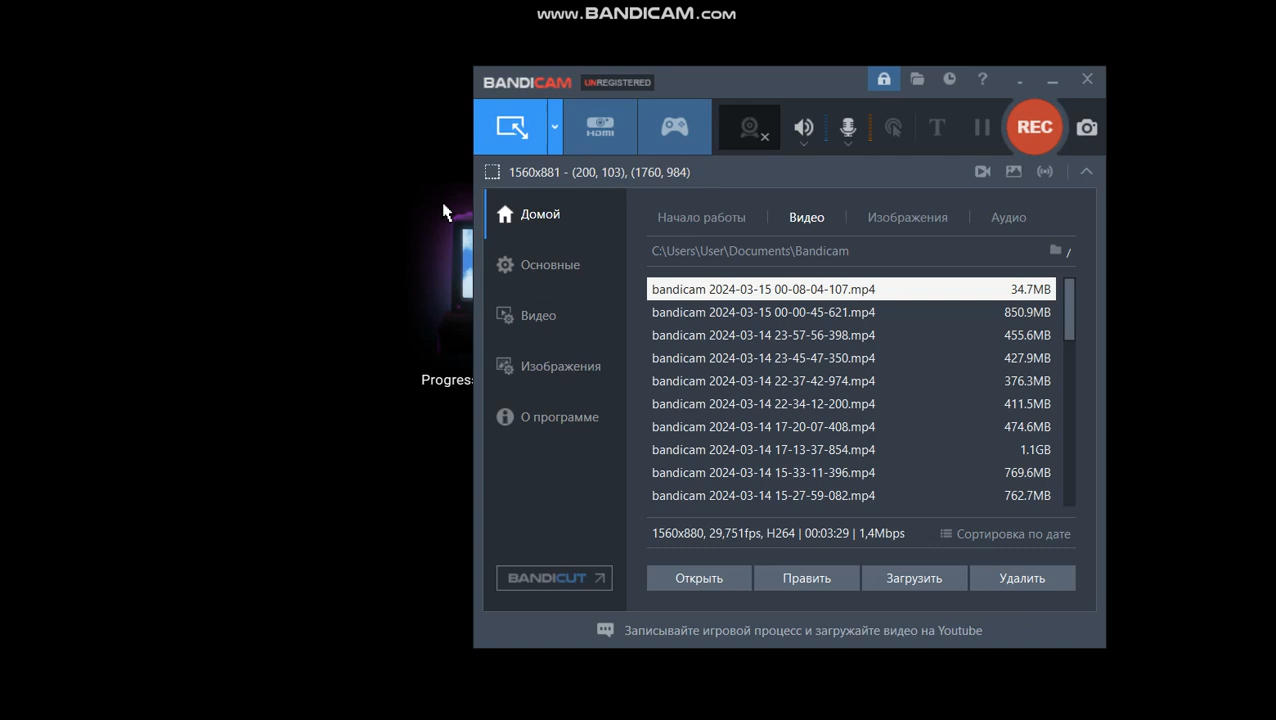 www.BANDICAM.com
BANDICAM UNREGISTERED
HDMI T REC
1560x881 - (200, 103), (1760, 984)
Домой
Основные
Видео
Изображения
О программе
BANDICUT
Начало работы Видео Изображения Аудио
C:\Users\User\Documents\Bandicam
bandicam 2024-03-15 00-08-04-107.mp4 34.7MB
bandicam 2024-03-15 00-00-45-621.mp4 850.9MB
bandicam 2024-03-14 23-57-56-398.mp4 455.6MB
bandicam 2024-03-14 23-45-47-350.mp4 427.9MB
bandicam 2024-03-14 22-37-42-974.mp4 376.3MB
bandicam 2024-03-14 22-34-12-200.mp4 411.5MB
bandicam 2024-03-14 17-20-07-408.mp4 474.6MB
bandicam 2024-03-14 17-13-37-854.mp4 1.1GB
bandicam 2024-03-14 15-33-11-396.mp4 769.6MB
bandicam 2024-03-14 15-27-59-082.mp4 762.7MB
1560x880, 29,751fps, H264 | 00:03:29 | 1,4Mbps Сортировка по дате
Открыть Править Загрузить Удалить
Записывайте игровой процесс и загружайте видео на Youtube
Progres